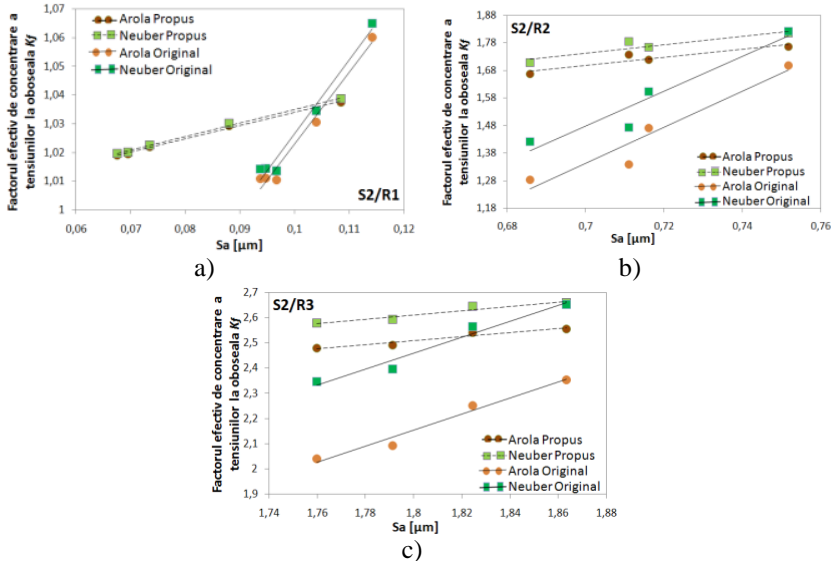 Factorul efectiv de concentrare a
tensiunilor la oboseala Kf
1,07
1,06
1,05
1,04
1,03
1,02
1,01
1
Arola Propus
Neuber Propus
Arola Original
Neuber Original
S2/R1
0,06 0,07 0,08 0,09 0,1 0,11 0,12
Sa [µm]
a)
Factorul efectiv de concentrare a
tensiunilor la oboseala Kf
1,88
1,78
1,68
1,58
1,48
1,38
1,28
1,18
S2/R2
Arola Propus
Neuber Propus
Arola Original
Neuber Original
0,68 0,7 0,72 0,74 0,76
Sa [µm]
b)
Factorul efectiv de concentrare a
tensiunilor la oboseala Kf
2,7
2,6
2,5
2,4
2,3
2,2
2,1
2
1,9
S2/R3
Arola Propus
Neuber Propus
Arola Original
Neuber Original
1,74 1,76 1,78 1,8 1,82 1,84 1,86 1,88
Sa [µm]
c)